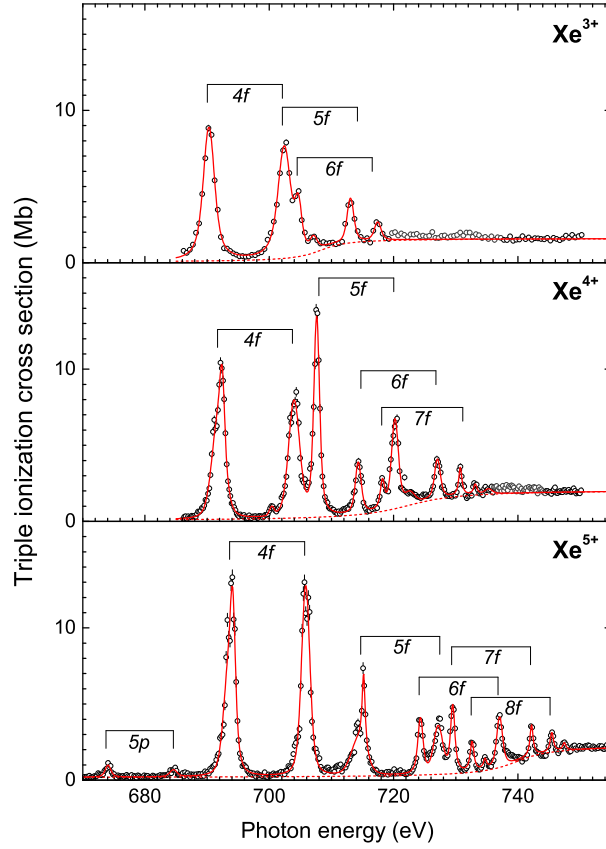 Xe3+
10
4f
5f
6f
0
Xe4+
5f
10
4f
6f
7f
0
Xe5+
4f
10
5f
7f
6f
8f
5p
0
680 700 720 740
Photon energy (eV)
Triple ionization cross section (Mb)